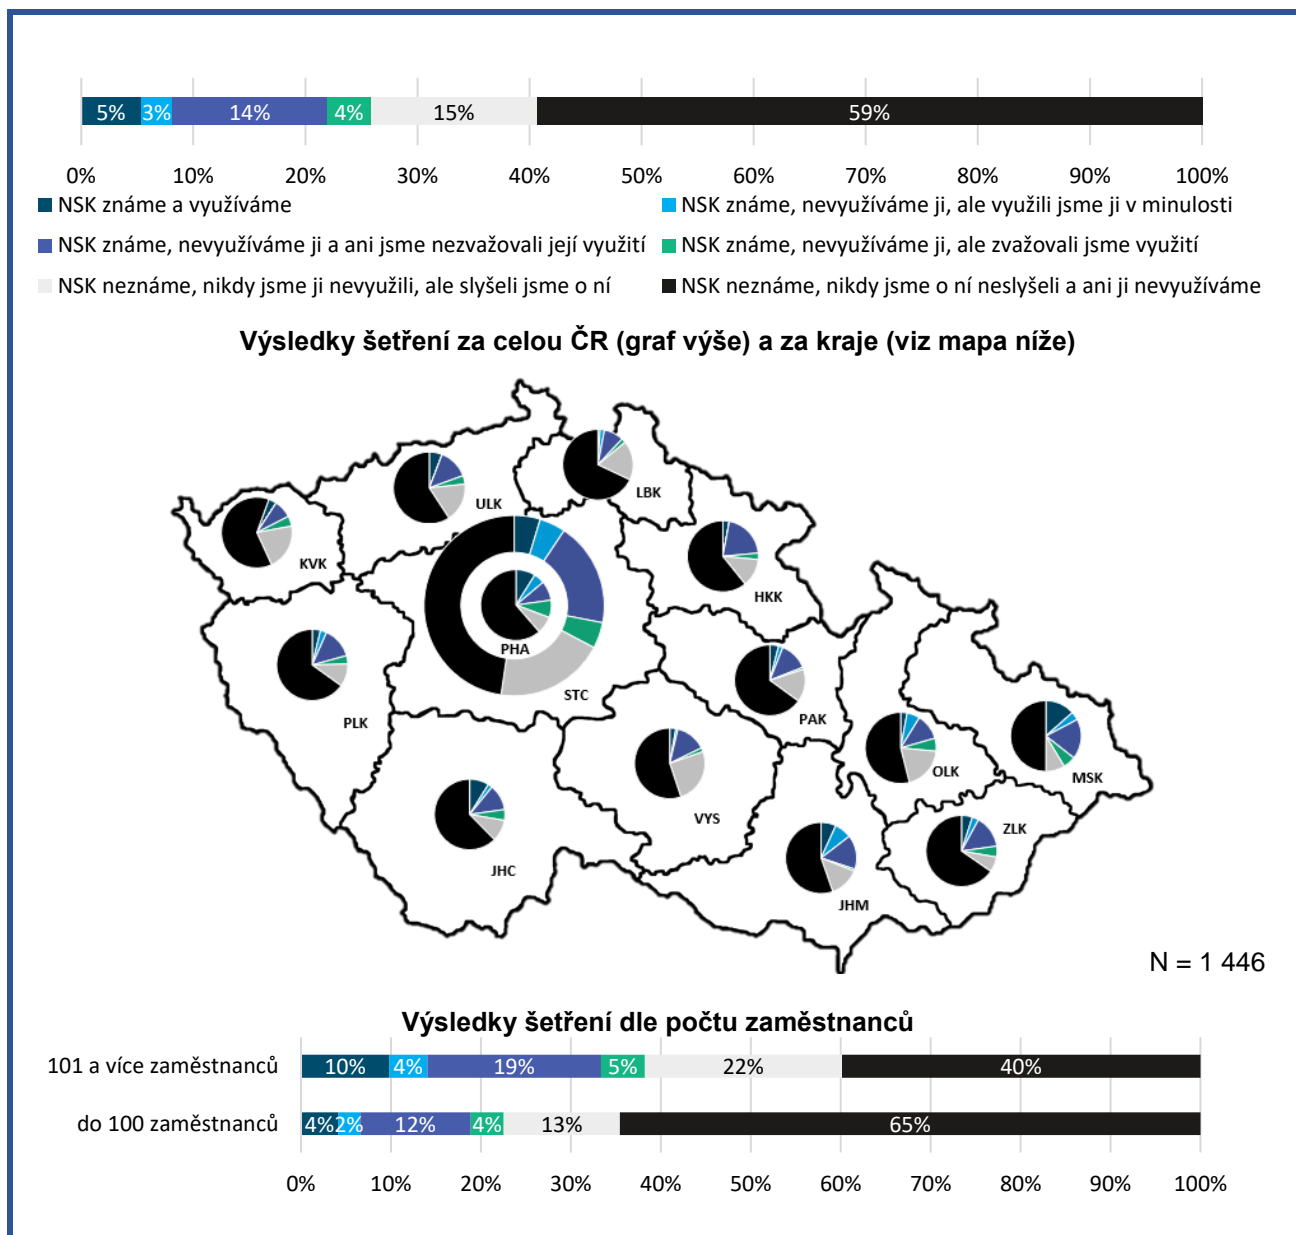 5% 3% 14% 4% 15% 59%
0% 10% 20% 30% 40% 50% 60% 70% 80% 90% 100%
NSK známe a využíváme
NSK známe, nevyužíváme ji, ale využili jsme ji v minulosti
NSK známe, nevyužíváme ji a ani jsme nezvažovali její využití
NSK známe, nevyužíváme ji, ale zvažovali jsme využití
NSK neznáme, nikdy jsme ji nevyužili, ale slyšeli jsme o ní
NSK neznáme, nikdy jsme o ní neslyšeli a ani ji nevyužíváme
Výsledky šetření za celou ČR (graf výše) a za kraje (viz mapa níže)
LBK
ULK
KVK
HKK
PHA
STC
PLK
PAK
OLK
MSK
VYS
ZLK
JHC
JHM
N = 1 446
Výsledky šetření dle počtu zaměstnanců
101 a více zaměstnanců 10% 4% 19% 5% 22% 40%
do 100 zaměstnanců 4% 2% 12% 4% 13% 65%
0% 10% 20% 30% 40% 50% 60% 70% 80% 90% 100%